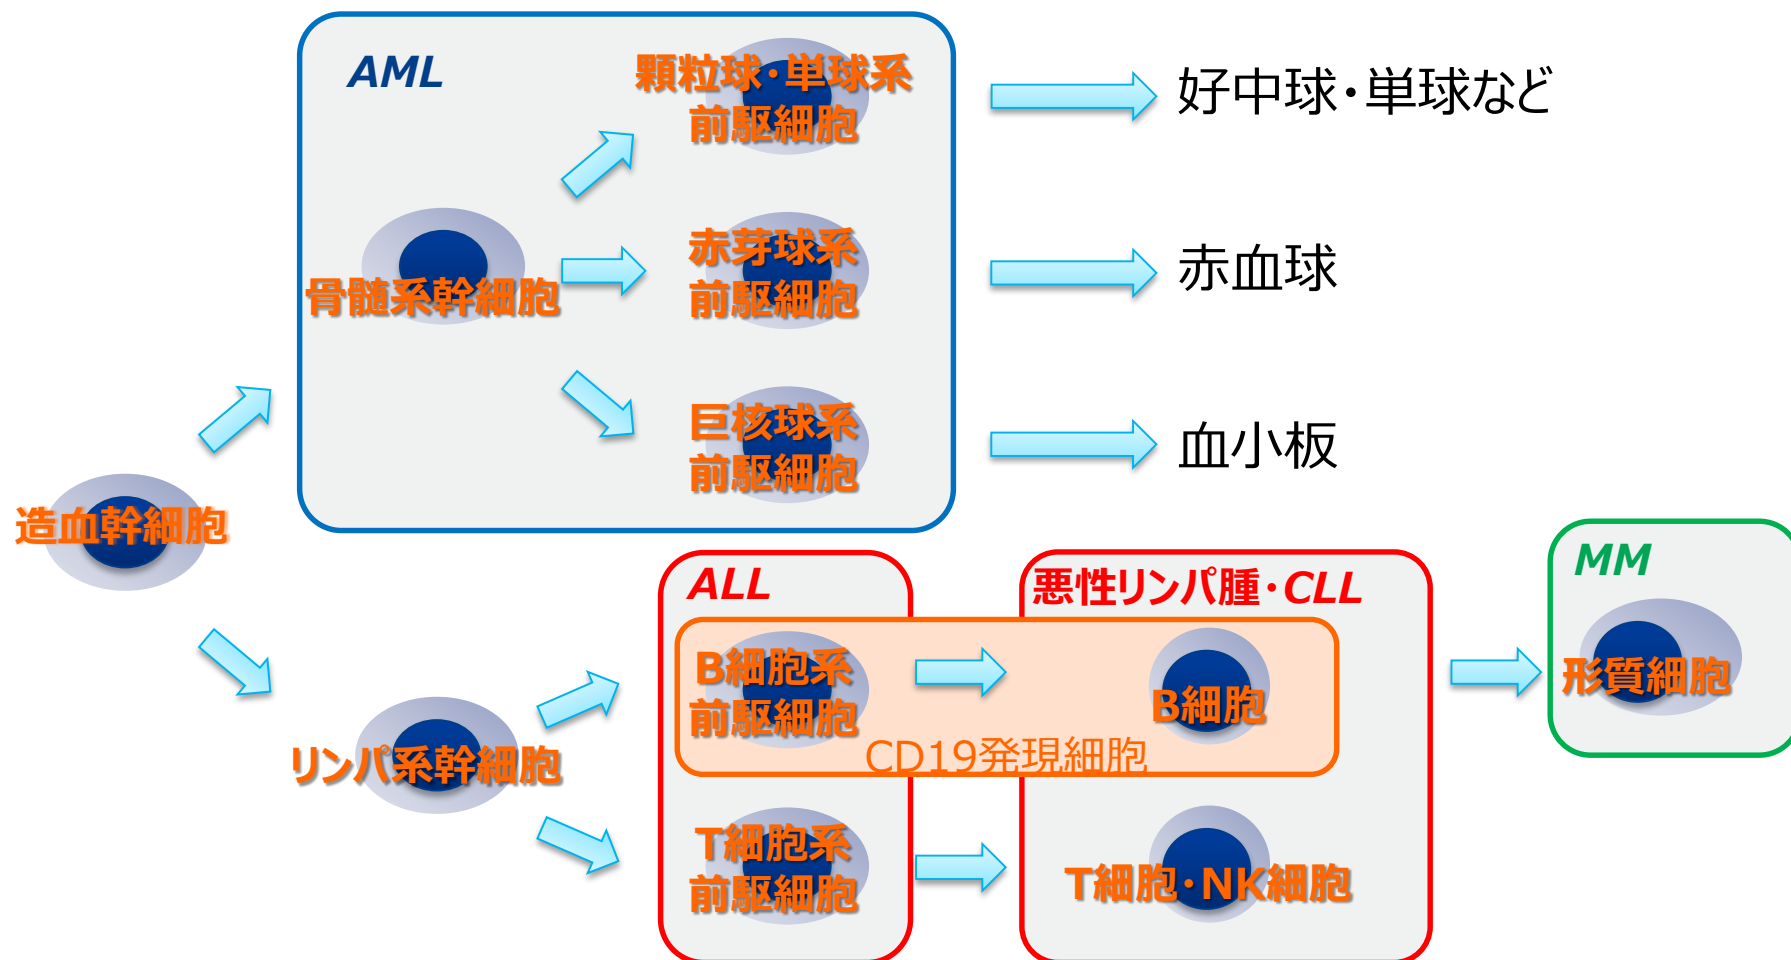 AML
顆粒球・単球系
前駆細胞
好中球・単球など
骨髄系幹細胞
赤芽球系
前駆細胞
赤血球
巨核球系
前駆細胞
血小板
造血幹細胞
ALL
悪性リンパ腫・CLL
MM
B細胞系
前駆細胞
B細胞
形質細胞
CD19発現細胞
リンパ系幹細胞
T細胞系
前駆細胞
T細胞・NK細胞